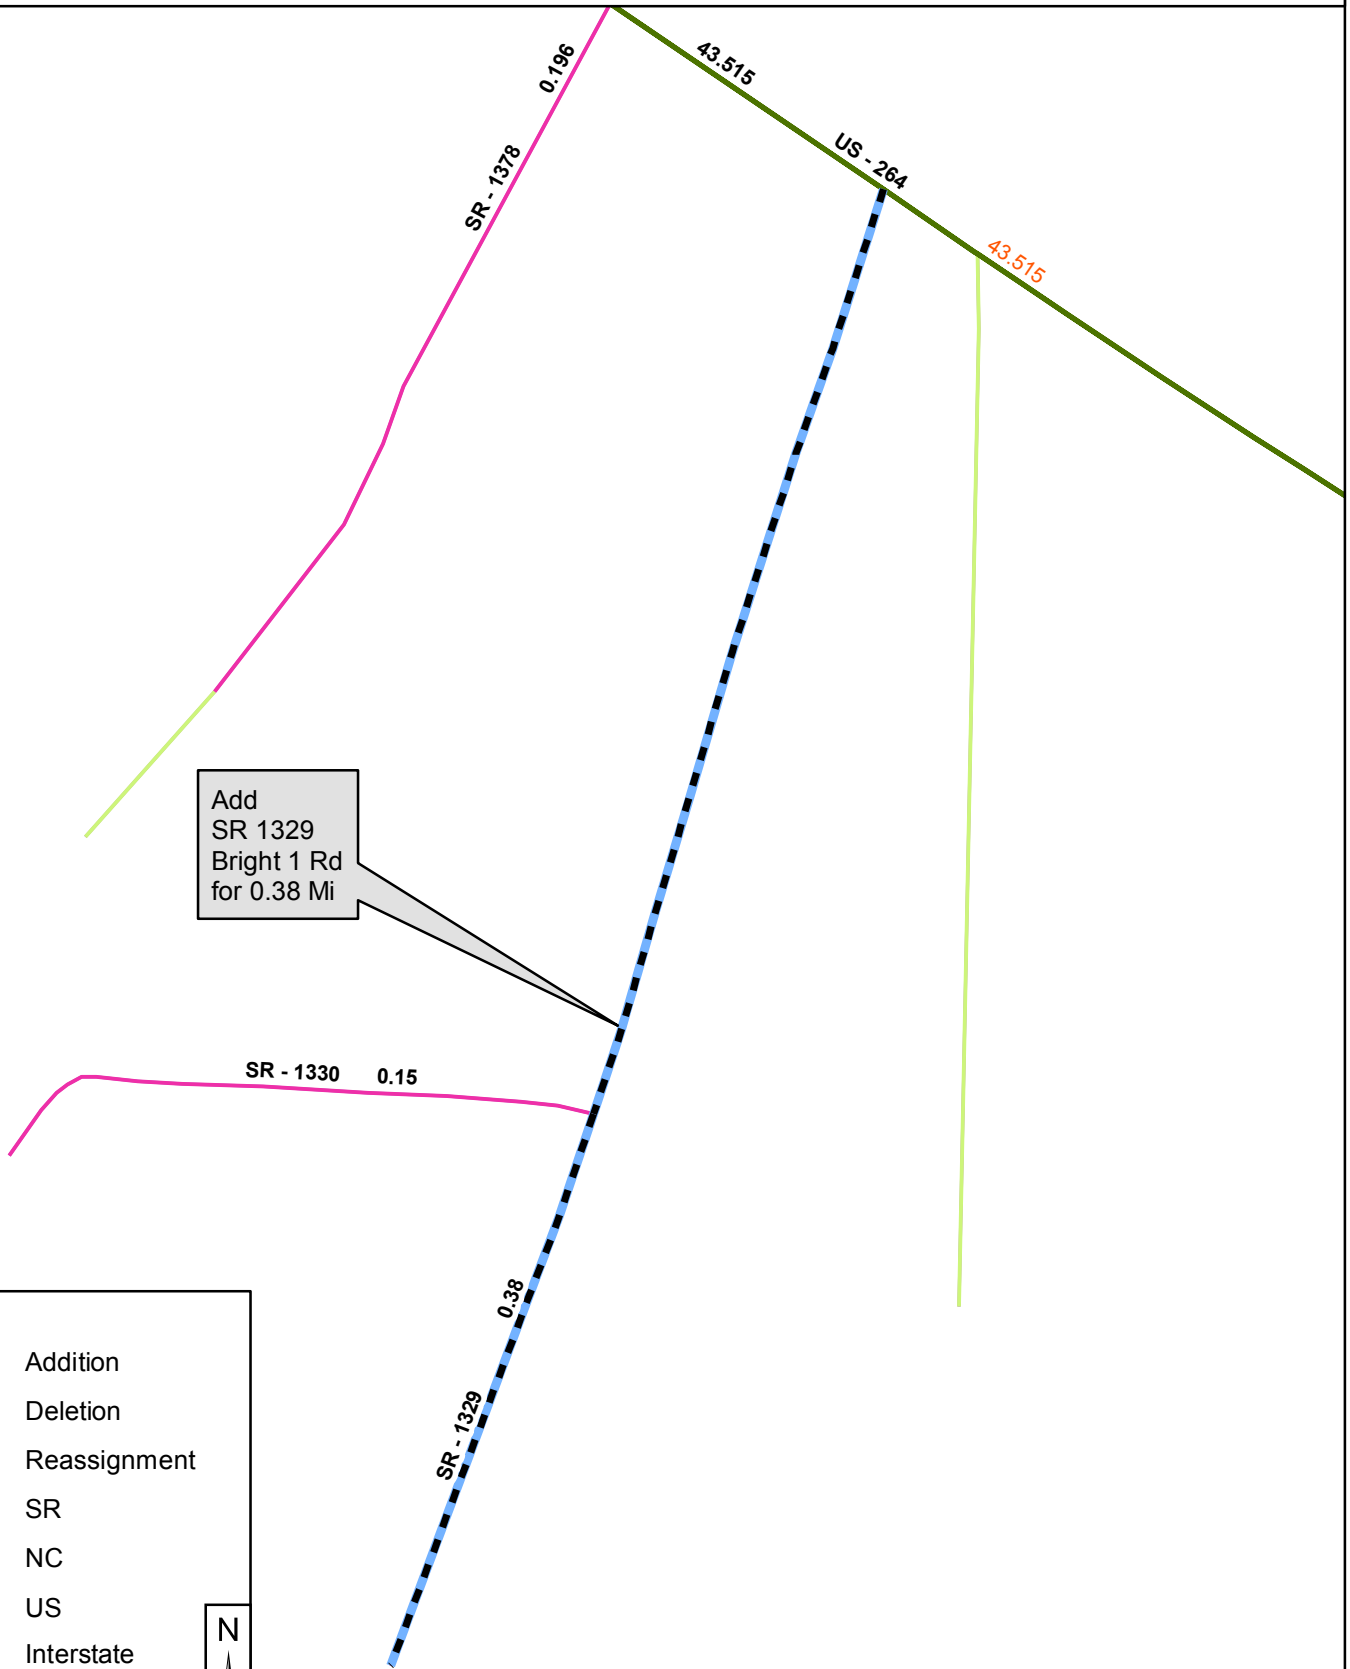 0.196
43.515
SR - 1378
US - 264
43.515
Add
SR 1329
Bright 1 Rd
for 0.38 Mi
SR - 1330 0.15
0.38
SR - 1329
Addition
Deletion
Reassignment
SR
NC
US
Interstate
N